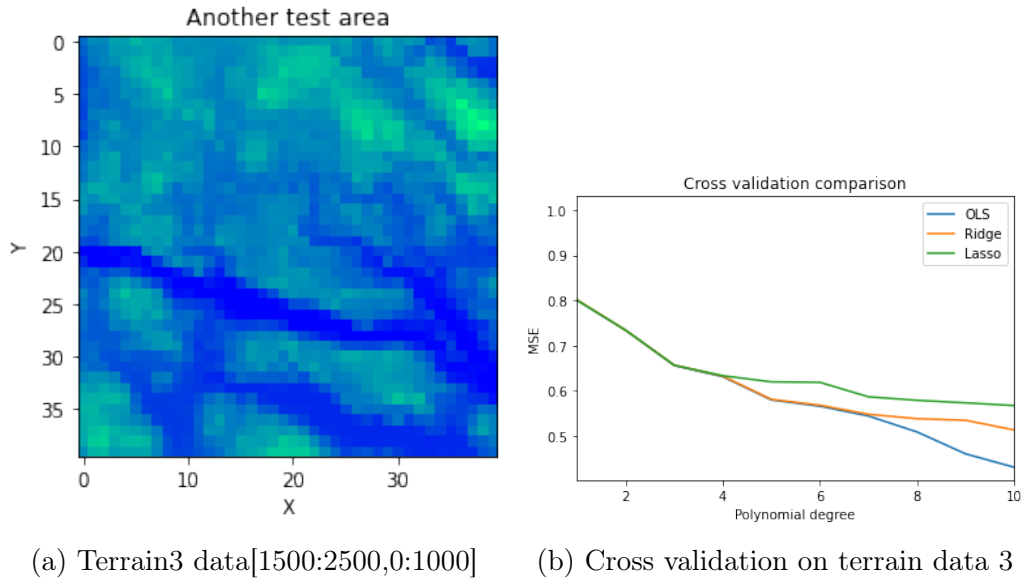 Another test area
0
5
10
15
20
25
30
35
Y
0 10 20 30
X
(a) Terrain3 data[1500:2500,0:1000]
Cross validation comparison
1.0
0.9
0.8
0.7
0.6
0.5
MSE
OLS
Ridge
Lasso
2 4 6 8 10
Polynomial degree
(b) Cross validation on terrain data 3